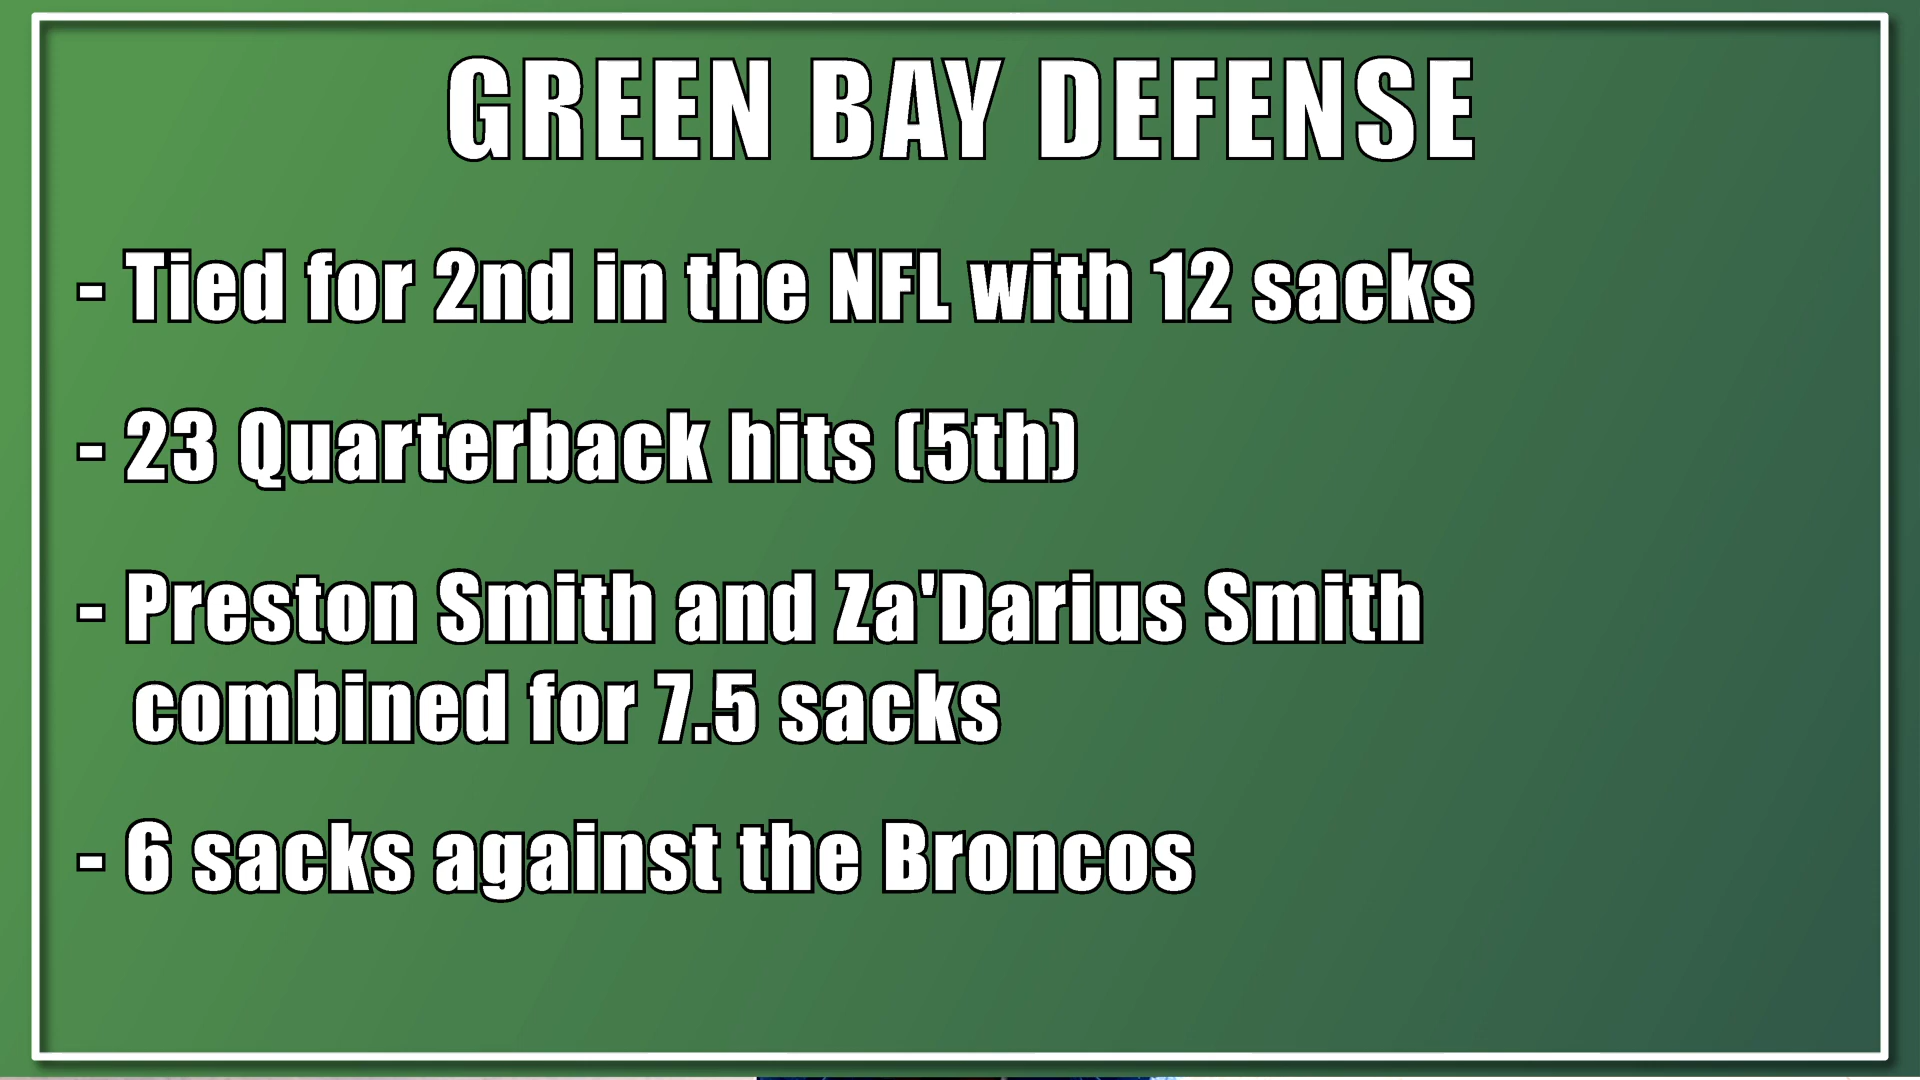 GREEN BAY DEFENSE
- Tied for 2nd in the NFL with 12 sacks
- 23 Quarterback hits (5th)
- Preston Smith and Za'Darius Smith
combined for 7.5 sacks
- 6 sacks against the Broncos